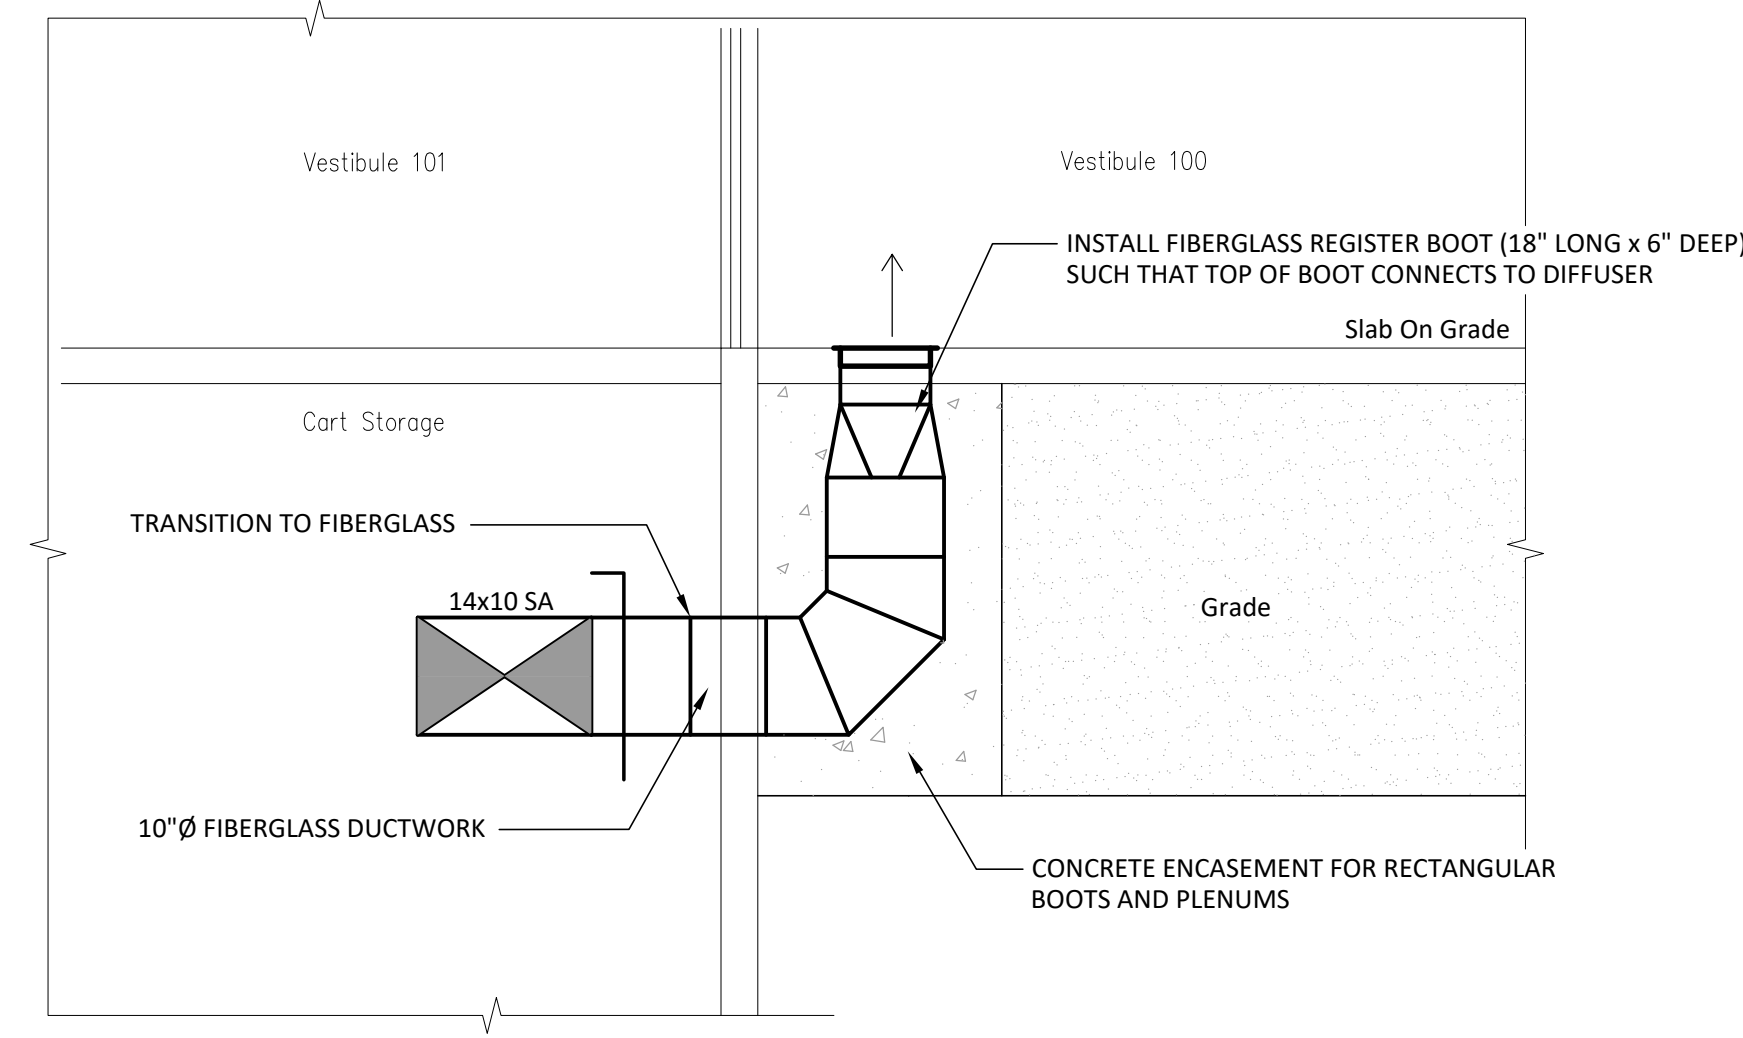 Vestibule 101
Vestibule 100
INSTALL FIBERGLASS REGISTER BOOT (18" LONG x 6" DEEP)
SUCH THAT TOP OF BOOT CONNECTS TO DIFFUSER
Slab On Grade
Cart Storage
TRANSITION TO FIBERGLASS
14x10 SA
Grade
10"Ø FIBERGLASS DUCTWORK
CONCRETE ENCASEMENT FOR RECTANGULAR
BOOTS AND PLENUMS